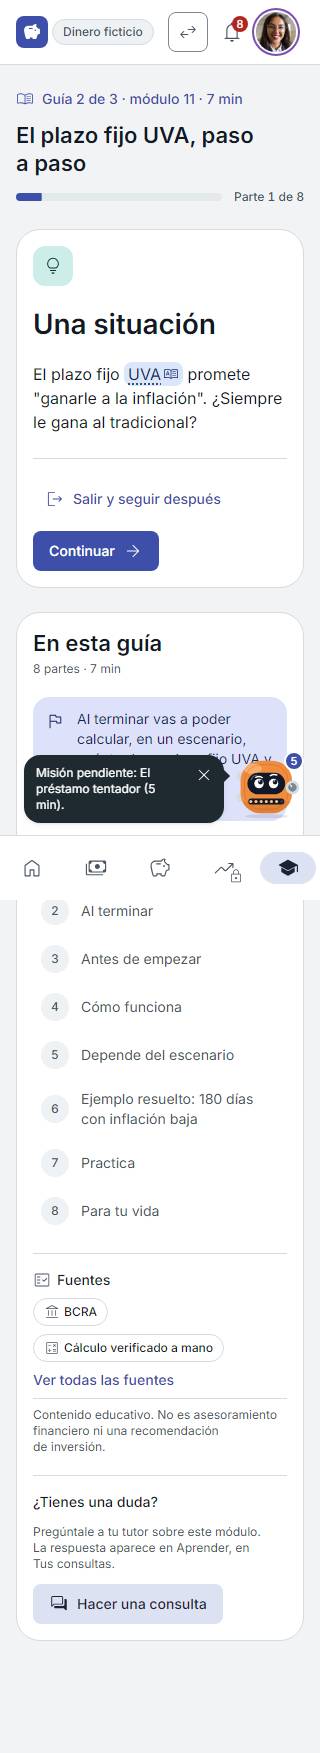 Dinero ficticio
8
Guía 2 de 3 · módulo 11 · 7 min
El plazo fijo UVA, paso
a paso
Parte 1 de 8
Una situación
El plazo fijo UVA promete
"ganarle a la inflación". ¿Siempre
le gana al tradicional?
Salir y seguir después
Continuar
En esta guía
8 partes · 7 min
Al terminar vas a poder
calcular, en un escenario,
Misión pendiente: El
préstamo tentador (5
min).
5
2 Al terminar
3 Antes de empezar
4 Cómo funciona
5 Depende del escenario
6 Ejemplo resuelto: 180 días
con inflación baja
7 Practica
8 Para tu vida
Fuentes
BCRA
Cálculo verificado a mano
Ver todas las fuentes
Contenido educativo. No es asesoramiento
financiero ni una recomendación
de inversión.
¿Tienes una duda?
Pregúntale a tu tutor sobre este módulo.
La respuesta aparece en Aprender, en
Tus consultas.
Hacer una consulta